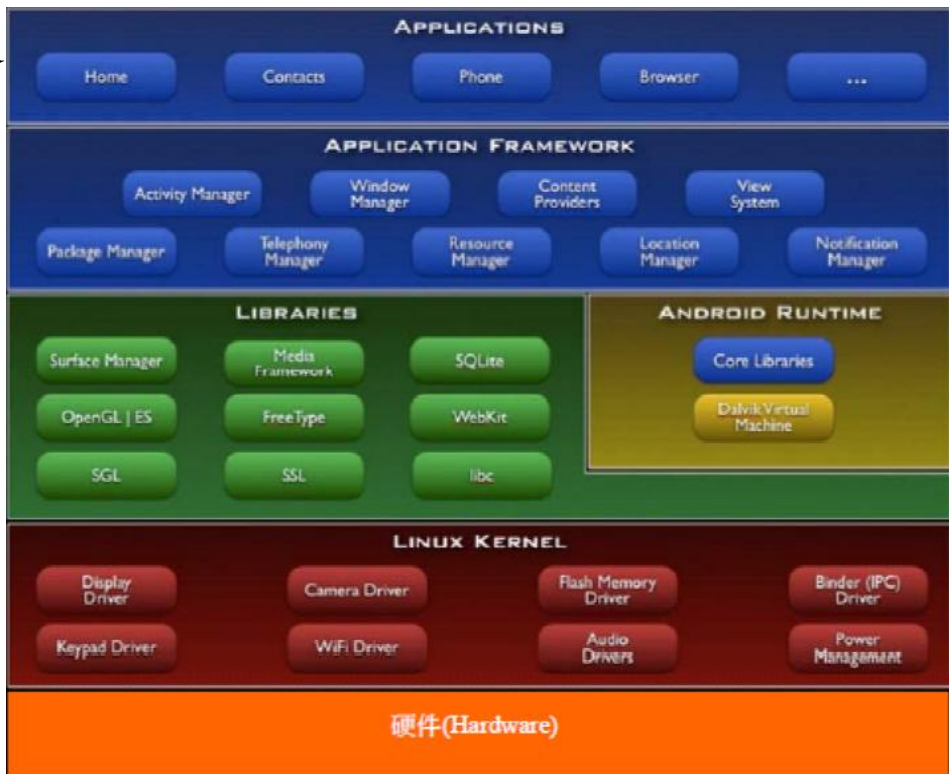 APPLICATIONS
Home
Contacts
Phone
Browser
...
APPLICATION FRAMEWORK
Activity Manager
Window
Manager
Content
Providers
View
System
Package Manager
Telephony
Manager
Resource
Manager
Location
Manager
Notification
Manager
LIBRARIES
Surface Manager
Media
Framework
SQLite
OpenGL | ES
FreeType
WebKit
SGL
SSL
libc
ANDROID RUNTIME
Core Libraries
Dalvik Virtual
Machine
LINUX KERNEL
Display
Driver
Camera Driver
Flash Memory
Driver
Binder (IPC)
Driver
Keypad Driver
WiFi Driver
Audio
Drivers
Power
Management
硬件(Hardware)